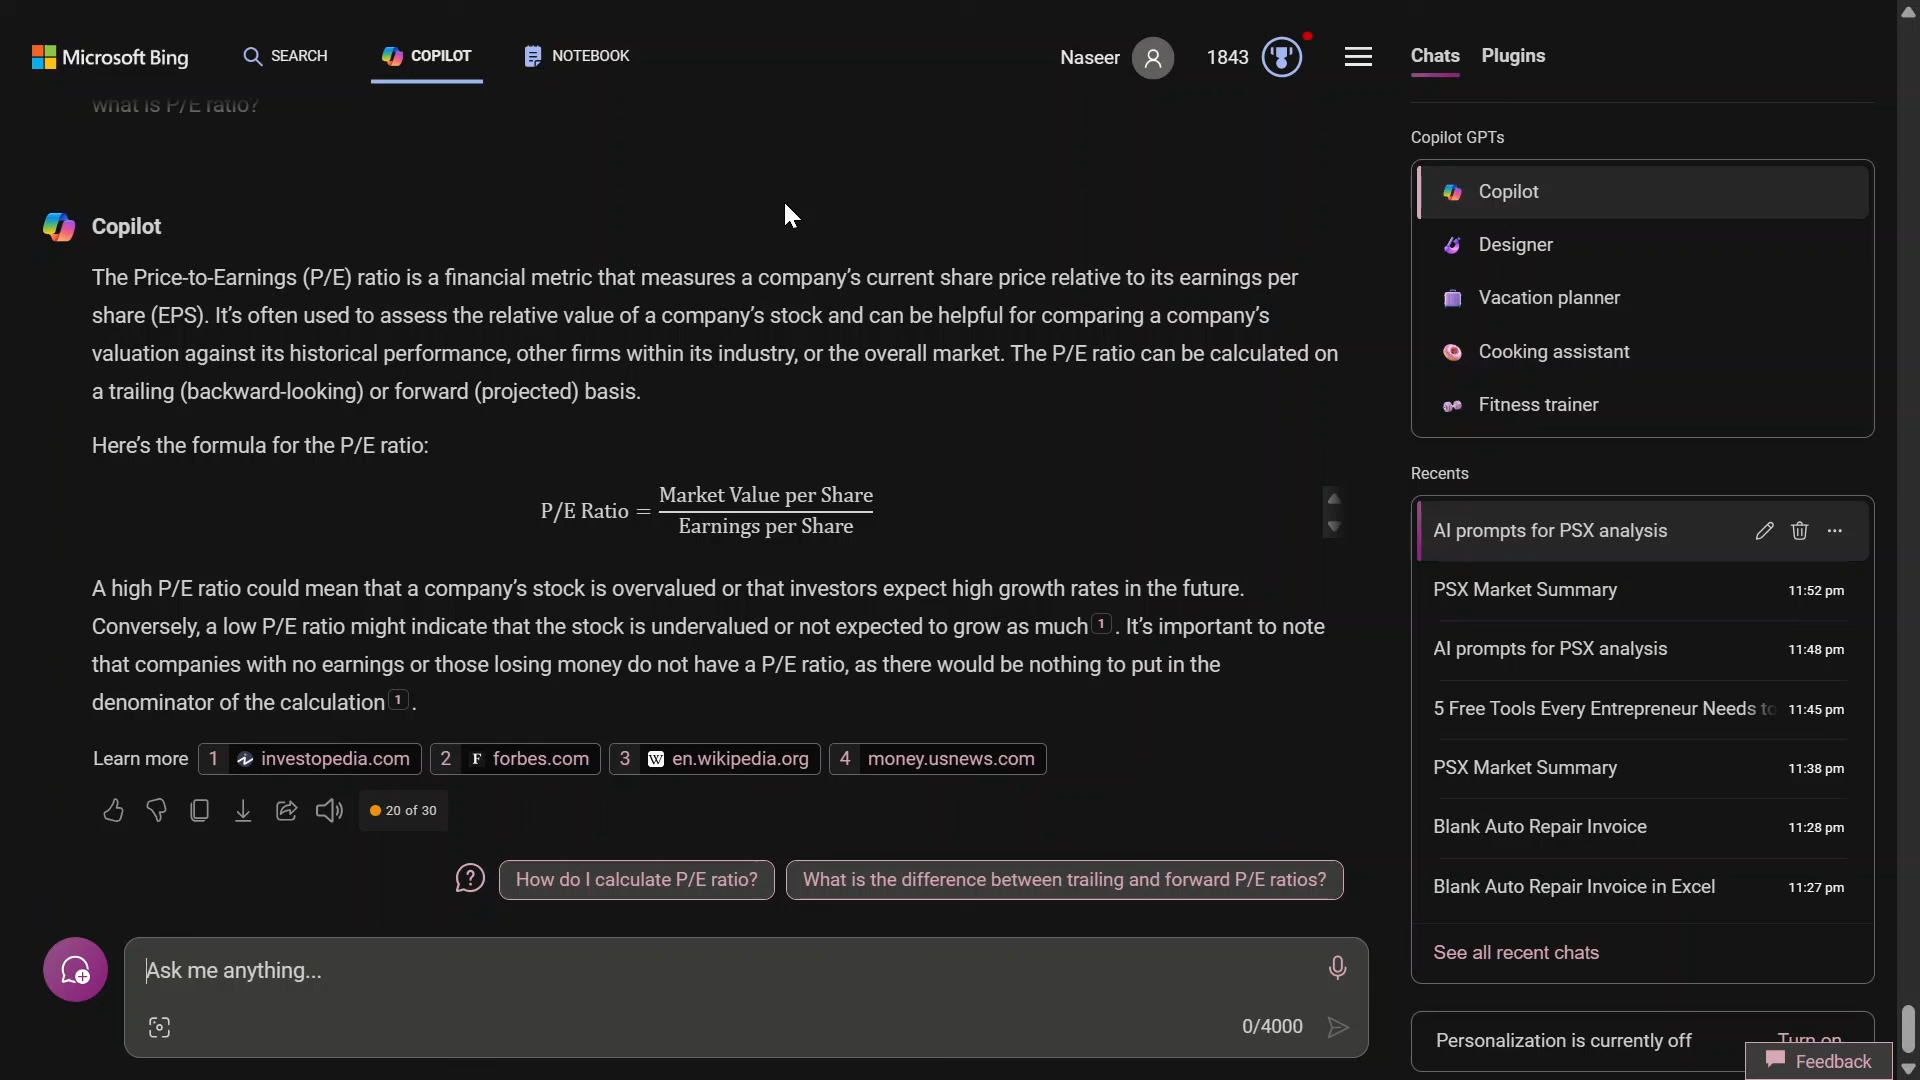 Microsoft Bing
SEARCH
COPILOT
NOTEBOOK
Naseer
1843
Chats
Plugins
what is P/E ratio?
Copilot
The Price-to-Earnings (P/E) ratio is a financial metric that measures a company's current share price relative to its earnings per
share (EPS). It's often used to assess the relative value of a company's stock and can be helpful for comparing a company's
valuation against its historical performance, other firms within its industry, or the overall market. The P/E ratio can be calculated on
a trailing (backward-looking) or forward (projected) basis.
Here's the formula for the P/E ratio:
P/E Ratio = Market Value per Share
Earnings per Share
A high P/E ratio could mean that a company's stock is overvalued or that investors expect high growth rates in the future.
Conversely, a low P/E ratio might indicate that the stock is undervalued or not expected to grow as much 1 . It's important to note
that companies with no earnings or those losing money do not have a P/E ratio, as there would be nothing to put in the
denominator of the calculation 1 .
Learn more 1 investopedia.com 2 F forbes.com 3 W en.wikipedia.org 4 money.usnews.com
20 of 30
How do I calculate P/E ratio?
What is the difference between trailing and forward P/E ratios?
Ask me anything...
0/4000
Copilot GPTs
Copilot
Designer
Vacation planner
Cooking assistant
Fitness trainer
Recents
AI prompts for PSX analysis
PSX Market Summary 11:52 pm
AI prompts for PSX analysis 11:48 pm
5 Free Tools Every Entrepreneur Needs to 11:45 pm
PSX Market Summary 11:38 pm
Blank Auto Repair Invoice 11:28 pm
Blank Auto Repair Invoice in Excel 11:27 pm
See all recent chats
Personalization is currently off Turn on
Feedback